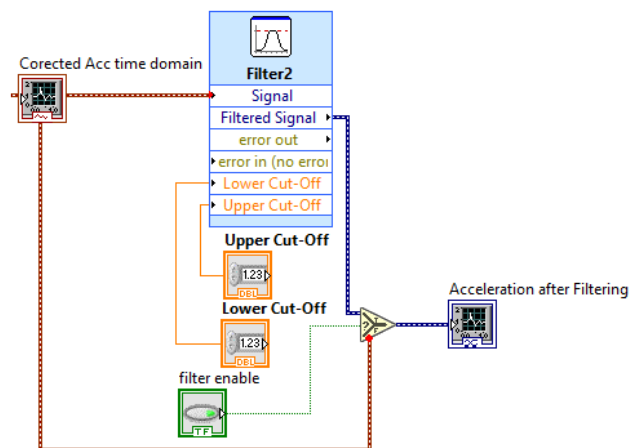 Corected Acc time domain
Filter2
Signal
Filtered Signal
error out
error in (no erro
Lower Cut-Off
Upper Cut-Off
Upper Cut-Off
1.23
DBL
Lower Cut-Off
1.23
DBL
Acceleration after Filtering
filter enable
TF
? T F